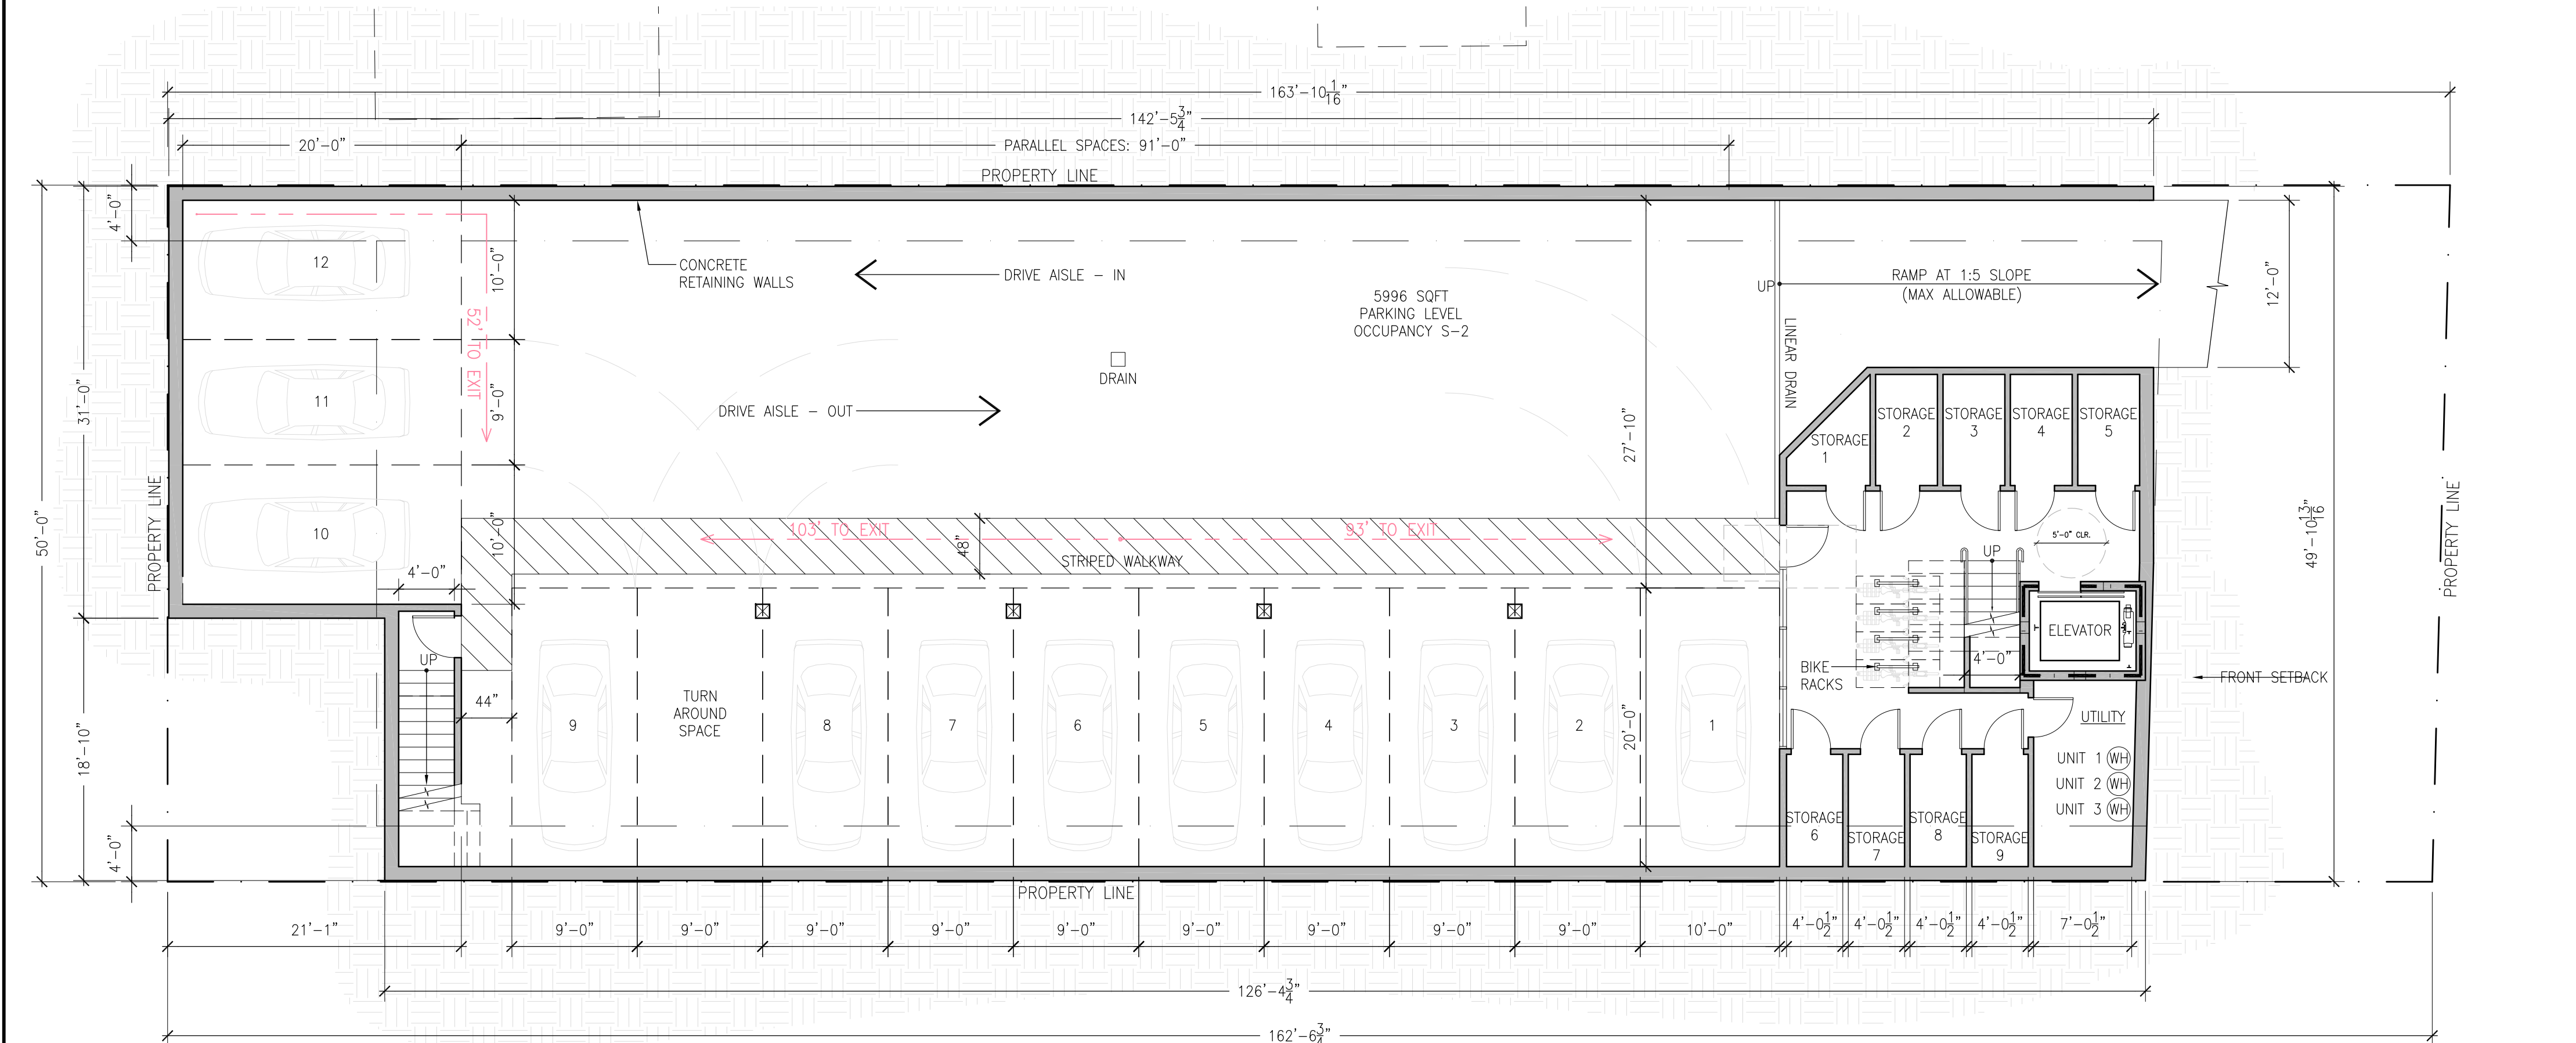 163'-10 1/16"
142'-5 3/4"
20'-0"
PARALLEL SPACES: 91'-0"
PROPERTY LINE
4'-0"
12
10'-0"
CONCRETE
RETAINING WALLS
DRIVE AISLE - IN
5996 SQFT
PARKING LEVEL
OCCUPANCY S-2
UP
RAMP AT 1:5 SLOPE
(MAX ALLOWABLE)
12'-0"
52' TO EXIT
LINEAR DRAIN
DRAIN
31'-0"
11
9'-0"
DRIVE AISLE - OUT
27'-10"
STORAGE
1
STORAGE
2
STORAGE
3
STORAGE
4
STORAGE
5
50'-0"
PROPERTY LINE
10
10'-0"
103' TO EXIT
48"
93' TO EXIT
STRIPED WALKWAY
5'-0" CLR.
UP
49'-10 13/16"
PROPERTY LINE
4'-0"
ELEVATOR
UP
4'-0"
BIKE
RACKS
FRONT SETBACK
44"
TURN
AROUND
SPACE
9
8
7
6
5
4
3
2
20'-0"
1
UTILITY
18'-10"
UNIT 1 WH
UNIT 2 WH
UNIT 3 WH
4'-0"
STORAGE
6
STORAGE
7
STORAGE
8
STORAGE
9
PROPERTY LINE
21'-1"
9'-0"
9'-0"
9'-0"
9'-0"
9'-0"
9'-0"
9'-0"
9'-0"
9'-0"
10'-0"
4'-0 1/2"
4'-0 1/2"
4'-0 1/2"
4'-0 1/2"
7'-0 1/2"
126'-4 3/4"
162'-6 3/4"